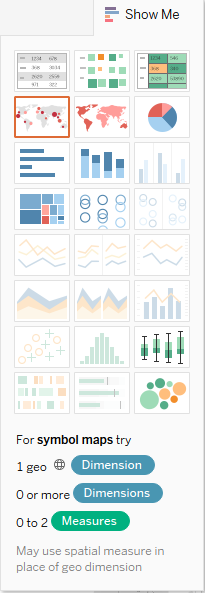 Show Me
For symbol maps try
1 geo Dimension
0 or more Dimensions
0 to 2 Measures
May use spatial measure in
place of geo dimension